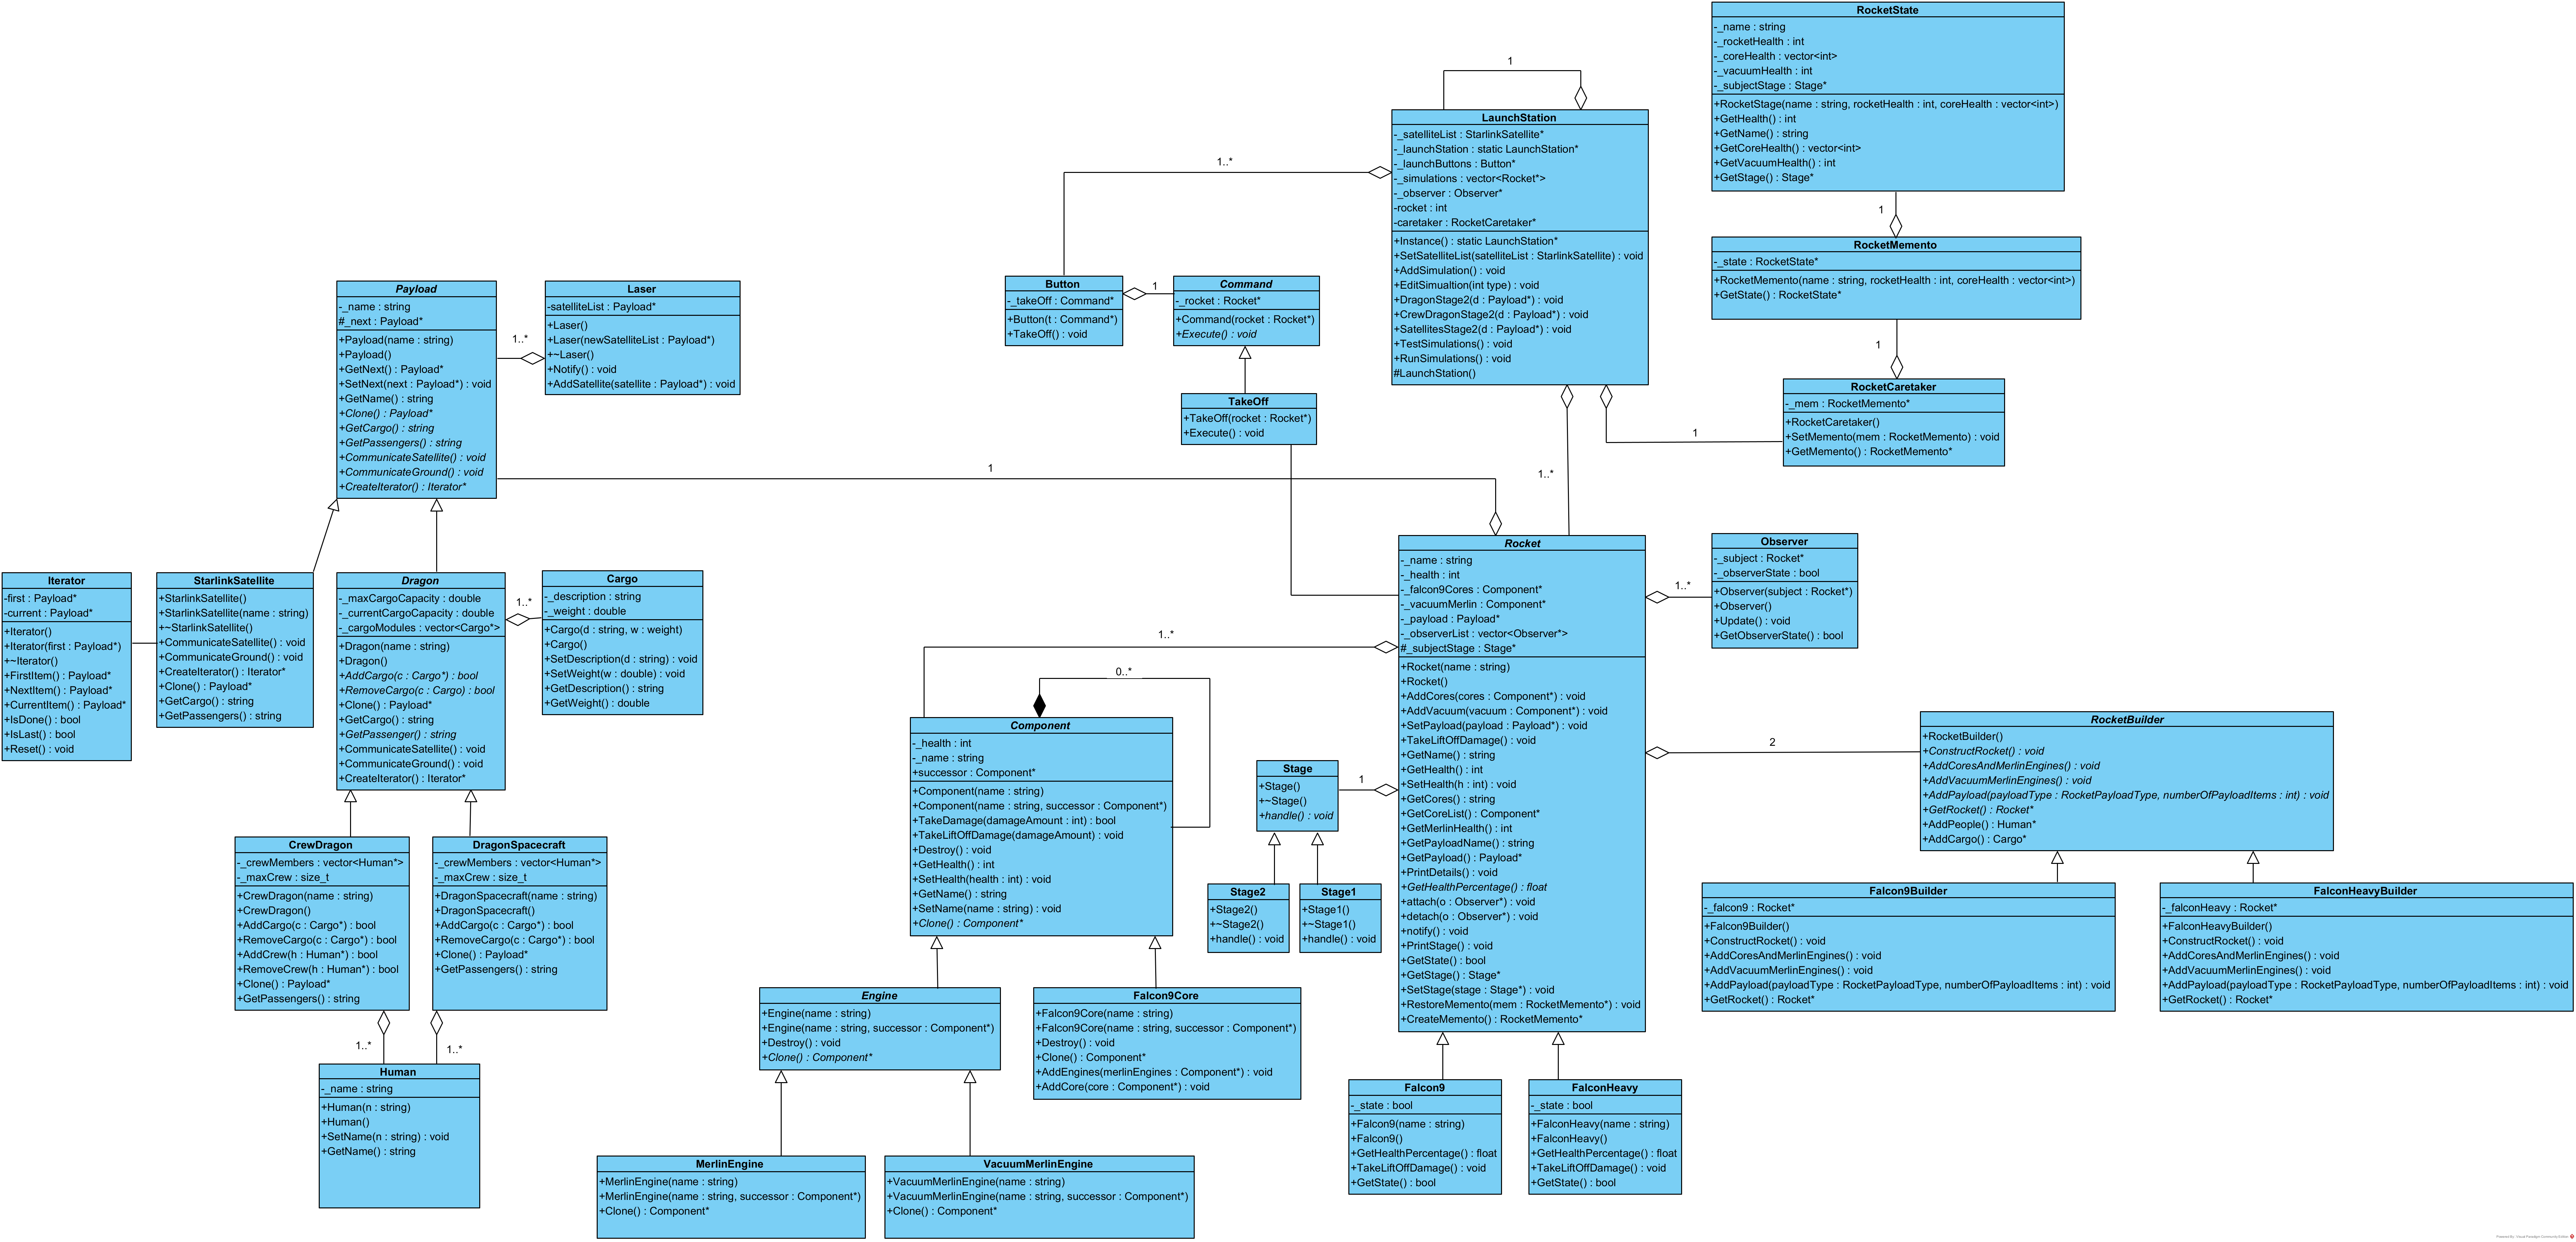 RocketState
-_name : string
-_rocketHealth : int
-_coreHealth : vector<int>
-_vacuumHealth : int
-_subjectStage : Stage*
+RocketStage(name : string, rocketHealth : int, coreHealth : vector<int>)
+GetHealth() : int
+GetName() : string
+GetCoreHealth() : vector<int>
+GetVacuumHealth() : int
+GetStage() : Stage*
1
1
LaunchStation
-_satelliteList : StarlinkSatellite*
-_launchStation : static LaunchStation*
-_launchButtons : Button*
-_simulations : vector<Rocket*>
-_observer : Observer*
-rocket : int
-caretaker : RocketCaretaker*
+Instance() : static LaunchStation*
+SetSatelliteList(satelliteList : StarlinkSatellite) : void
+AddSimulation() : void
+EditSimualtion(int type) : void
+DragonStage2(d : Payload*) : void
+CrewDragonStage2(d : Payload*) : void
+SatellitesStage2(d : Payload*) : void
+TestSimulations() : void
+RunSimulations() : void
#LaunchStation()
1..*
RocketMemento
-_state : RocketState*
+RocketMemento(name : string, rocketHealth : int, coreHealth : vector<int>)
+GetState() : RocketState*
1
RocketCaretaker
-_mem : RocketMemento*
+RocketCaretaker()
+SetMemento(mem : RocketMemento) : void
+GetMemento() : RocketMemento*
1
1..*
Button
-_takeOff : Command*
+Button(t : Command*)
+TakeOff() : void
1
Command
-_rocket : Rocket*
+Command(rocket : Rocket*)
+Execute() : void
TakeOff
+TakeOff(rocket : Rocket*)
+Execute() : void
Payload
-_name : string
#_next : Payload*
+Payload(name : string)
+Payload()
+GetNext() : Payload*
+SetNext(next : Payload*) : void
+GetName() : string
+Clone() : Payload*
+GetCargo() : string
+GetPassengers() : string
+CommunicateSatellite() : void
+CommunicateGround() : void
+CreateIterator() : Iterator*
1..*
Laser
-satelliteList : Payload*
+Laser()
+Laser(newSatelliteList : Payload*)
+~Laser()
+Notify() : void
+AddSatellite(satellite : Payload*) : void
1
Iterator
-first : Payload*
-current : Payload*
+Iterator()
+Iterator(first : Payload*)
+~Iterator()
+FirstItem() : Payload*
+NextItem() : Payload*
+CurrentItem() : Payload*
+IsDone() : bool
+IsLast() : bool
+Reset() : void
StarlinkSatellite
+StarlinkSatellite()
+StarlinkSatellite(name : string)
+~StarlinkSatellite()
+CommunicateSatellite() : void
+CommunicateGround() : void
+CreateIterator() : Iterator*
+Clone() : Payload*
+GetCargo() : string
+GetPassengers() : string
Dragon
-_maxCargoCapacity : double
-_currentCargoCapacity : double
-_cargoModules : vector<Cargo*>
+Dragon(name : string)
+Dragon()
+AddCargo(c : Cargo*) : bool
+RemoveCargo(c : Cargo) : bool
+Clone() : Payload*
+GetCargo() : string
+GetPassenger() : string
+CommunicateSatellite() : void
+CommunicateGround() : void
+CreateIterator() : Iterator*
1..*
Cargo
-_description : string
-_weight : double
+Cargo(d : string, w : weight)
+Cargo()
+SetDescription(d : string) : void
+SetWeight(w : double) : void
+GetDescription() : string
+GetWeight() : double
Rocket
-_name : string
-_health : int
-_falcon9Cores : Component*
-_vacuumMerlin : Component*
-_payload : Payload*
-_observerList : vector<Observer*>
#_subjectStage : Stage*
+Rocket(name : string)
+Rocket()
+AddCores(cores : Component*) : void
+AddVacuum(vacuum : Component*) : void
+SetPayload(payload : Payload*) : void
+TakeLiftOffDamage() : void
+GetName() : string
+GetHealth() : int
+SetHealth(h : int) : void
+GetCores() : string
+GetCoreList() : Component*
+GetMerlinHealth() : int
+GetPayloadName() : string
+GetPayload() : Payload*
+PrintDetails() : void
+GetHealthPercentage() : float
+attach(o : Observer*) : void
+detach(o : Observer*) : void
+notify() : void
+PrintStage() : void
+GetState() : bool
+GetStage() : Stage*
+SetStage(stage : Stage*) : void
+RestoreMemento(mem : RocketMemento*) : void
+CreateMemento() : RocketMemento*
1..*
Observer
-_subject : Rocket*
-_observerState : bool
+Observer(subject : Rocket*)
+Observer()
+Update() : void
+GetObserverState() : bool
1..*
0..*
Component
-_health : int
-_name : string
+successor : Component*
+Component(name : string)
+Component(name : string, successor : Component*)
+TakeDamage(damageAmount : int) : bool
+TakeLiftOffDamage(damageAmount) : void
+Destroy() : void
+GetHealth() : int
+SetHealth(health : int) : void
+GetName() : string
+SetName(name : string) : void
+Clone() : Component*
Stage
+Stage()
+~Stage()
+handle() : void
1
Stage2
+Stage2()
+~Stage2()
+handle() : void
Stage1
+Stage1()
+~Stage1()
+handle() : void
2
RocketBuilder
+RocketBuilder()
+ConstructRocket() : void
+AddCoresAndMerlinEngines() : void
+AddVacuumMerlinEngines() : void
+AddPayload(payloadType : RocketPayloadType, numberOfPayloadItems : int) : void
+GetRocket() : Rocket*
+AddPeople() : Human*
+AddCargo() : Cargo*
Falcon9Builder
-_falcon9 : Rocket*
+Falcon9Builder()
+ConstructRocket() : void
+AddCoresAndMerlinEngines() : void
+AddVacuumMerlinEngines() : void
+AddPayload(payloadType : RocketPayloadType, numberOfPayloadItems : int) : void
+GetRocket() : Rocket*
FalconHeavyBuilder
-_falconHeavy : Rocket*
+FalconHeavyBuilder()
+ConstructRocket() : void
+AddCoresAndMerlinEngines() : void
+AddVacuumMerlinEngines() : void
+AddPayload(payloadType : RocketPayloadType, numberOfPayloadItems : int) : void
+GetRocket() : Rocket*
CrewDragon
-_crewMembers : vector<Human*>
-_maxCrew : size_t
+CrewDragon(name : string)
+CrewDragon()
+AddCargo(c : Cargo*) : bool
+RemoveCargo(c : Cargo*) : bool
+AddCrew(h : Human*) : bool
+RemoveCrew(h : Human*) : bool
+Clone() : Payload*
+GetPassengers() : string
DragonSpacecraft
-_crewMembers : vector<Human*>
-_maxCrew : size_t
+DragonSpacecraft(name : string)
+DragonSpacecraft()
+AddCargo(c : Cargo*) : bool
+RemoveCargo(c : Cargo*) : bool
+Clone() : Payload*
+GetPassengers() : string
1..*
1..*
Human
-_name : string
+Human(n : string)
+Human()
+SetName(n : string) : void
+GetName() : string
Engine
+Engine(name : string)
+Engine(name : string, successor : Component*)
+Destroy() : void
+Clone() : Component*
Falcon9Core
+Falcon9Core(name : string)
+Falcon9Core(name : string, successor : Component*)
+Destroy() : void
+Clone() : Component*
+AddEngines(merlinEngines : Component*) : void
+AddCore(core : Component*) : void
MerlinEngine
+MerlinEngine(name : string)
+MerlinEngine(name : string, successor : Component*)
+Clone() : Component*
VacuumMerlinEngine
+VacuumMerlinEngine(name : string)
+VacuumMerlinEngine(name : string, successor : Component*)
+Clone() : Component*
Falcon9
-_state : bool
+Falcon9(name : string)
+Falcon9()
+GetHealthPercentage() : float
+TakeLiftOffDamage() : void
+GetState() : bool
FalconHeavy
-_state : bool
+FalconHeavy(name : string)
+FalconHeavy()
+GetHealthPercentage() : float
+TakeLiftOffDamage() : void
+GetState() : bool
Powered By Visual Paradigm Community Edition